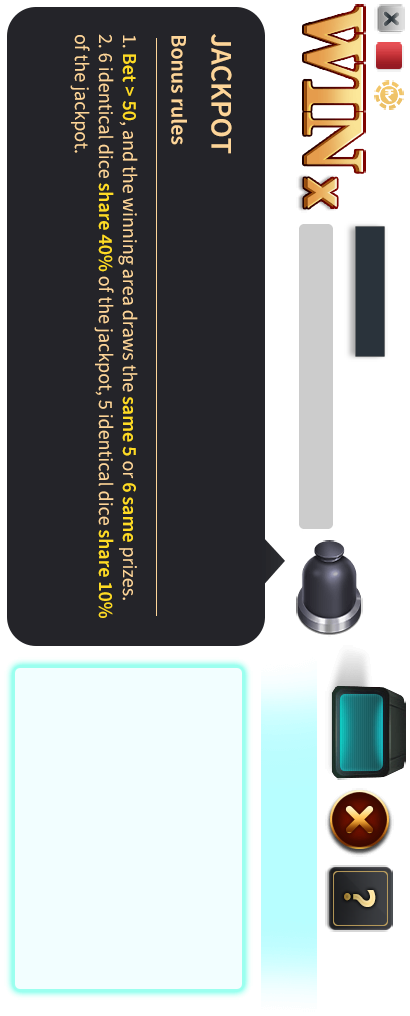 WINx
JACKPOT
Bonus rules
1. Bet > 50, and the winning area draws the same 5 or 6 same prizes.
2. 6 identical dice share 40% of the jackpot, 5 identical dice share 10%
of the jackpot.
?